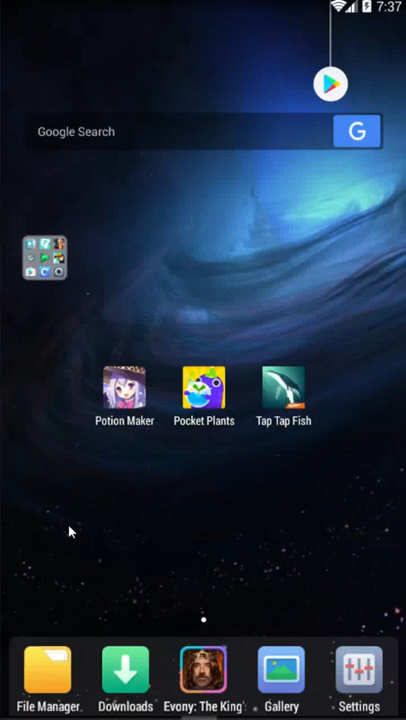 7:37
Google Search
G
Potion Maker
Pocket Plants
Tap Tap Fish
File Manager
Downloads
Evony: The King'
Gallery
Settings